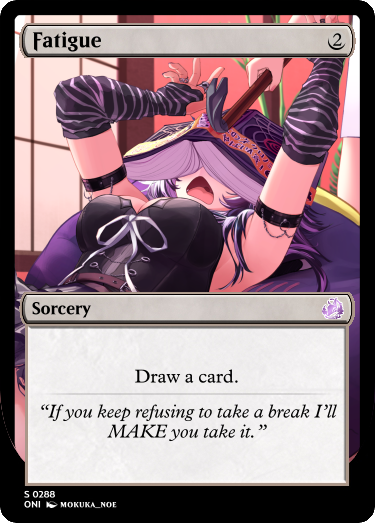 Fatigue 2
Sorcery
Draw a card.
“If you keep refusing to take a break I’ll
MAKE you take it.”
S 0288
ONI MOKUKA_NOE